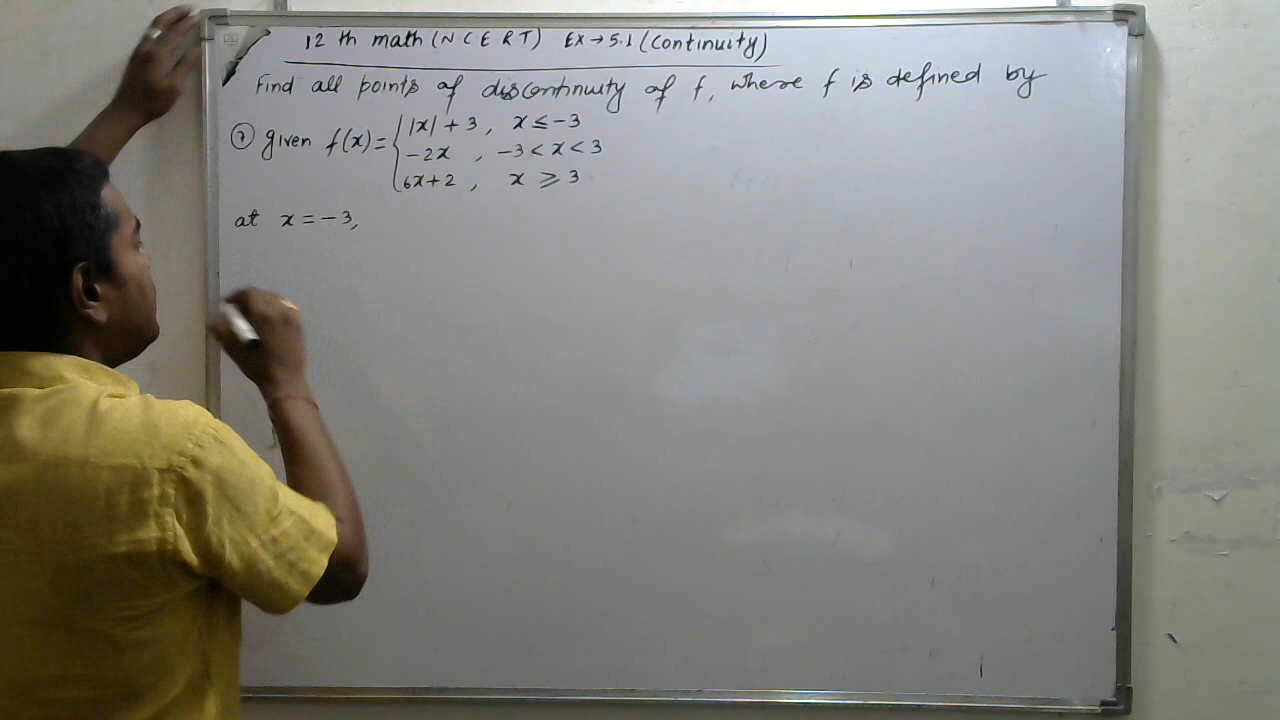 12 th math (NCERT) EX→5.1 (Continuity)
Find all points of discontinuity of f, where f is defined by
⑦ given f(x) = { |x| + 3, x ≤ -3
-2x , -3 < x < 3
6x+2 , x ⩾ 3
at x = -3,